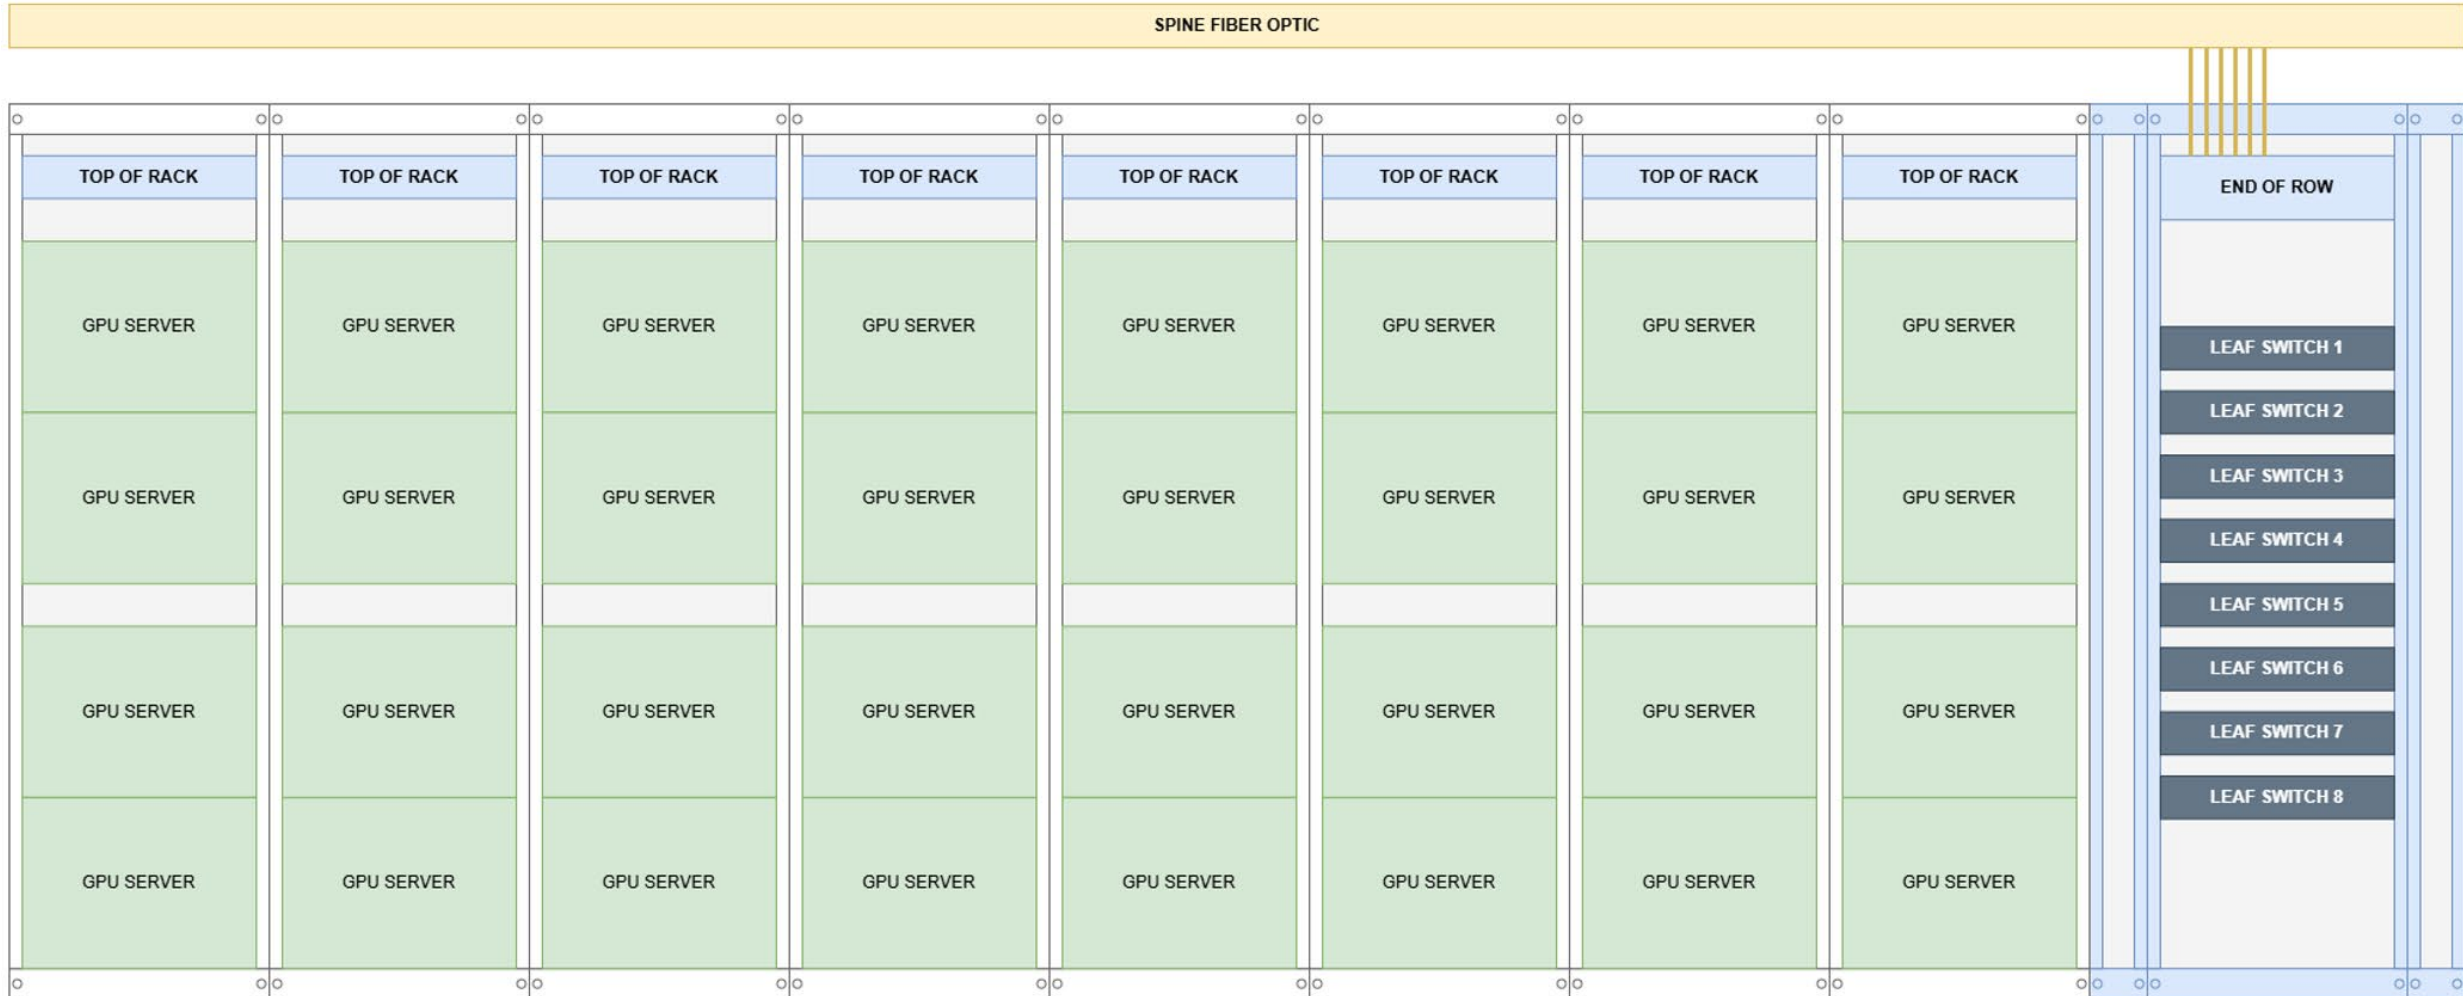 SPINE FIBER OPTIC
TOP OF RACK TOP OF RACK TOP OF RACK TOP OF RACK TOP OF RACK TOP OF RACK TOP OF RACK TOP OF RACK END OF ROW
GPU SERVER GPU SERVER GPU SERVER GPU SERVER GPU SERVER GPU SERVER GPU SERVER GPU SERVER
LEAF SWITCH 1
LEAF SWITCH 2
LEAF SWITCH 3
GPU SERVER GPU SERVER GPU SERVER GPU SERVER GPU SERVER GPU SERVER GPU SERVER GPU SERVER
LEAF SWITCH 4
LEAF SWITCH 5
LEAF SWITCH 6
GPU SERVER GPU SERVER GPU SERVER GPU SERVER GPU SERVER GPU SERVER GPU SERVER GPU SERVER
LEAF SWITCH 7
LEAF SWITCH 8
GPU SERVER GPU SERVER GPU SERVER GPU SERVER GPU SERVER GPU SERVER GPU SERVER GPU SERVER